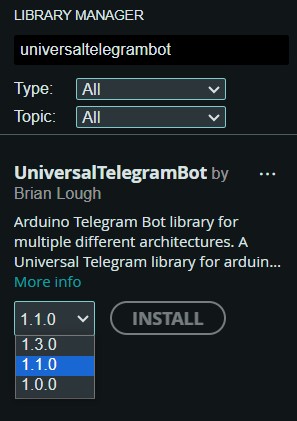 LIBRARY MANAGER
universaltelegrambot
Type: All
Topic: All
UniversalTelegramBot by
Brian Lough
Arduino Telegram Bot library for
multiple different architectures. A
Universal Telegram library for arduin...
More info
1.1.0 INSTALL
1.3.0
1.1.0
1.0.0